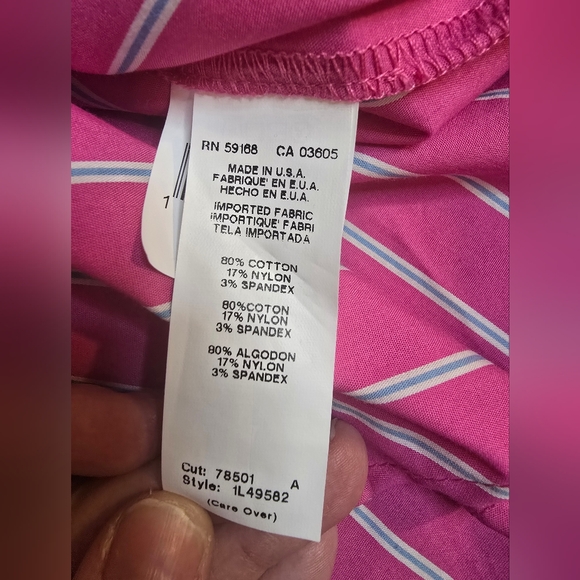 RN 59168 CA 03605
MADE IN U.S.A.
FABRIQUE' EN E.U.A.
HECHO EN E.U.A.
IMPORTED FABRIC
IMPORTIQUE' FABRI
TELA IMPORTADA
80% COTTON
17% NYLON
3% SPANDEX
80%COTON
17% NYLON
3% SPANDEX
80% ALGODON
17% NYLON
3% SPANDEX
Cut: 78501 A
Style: 1L49582
(Care Over)
1